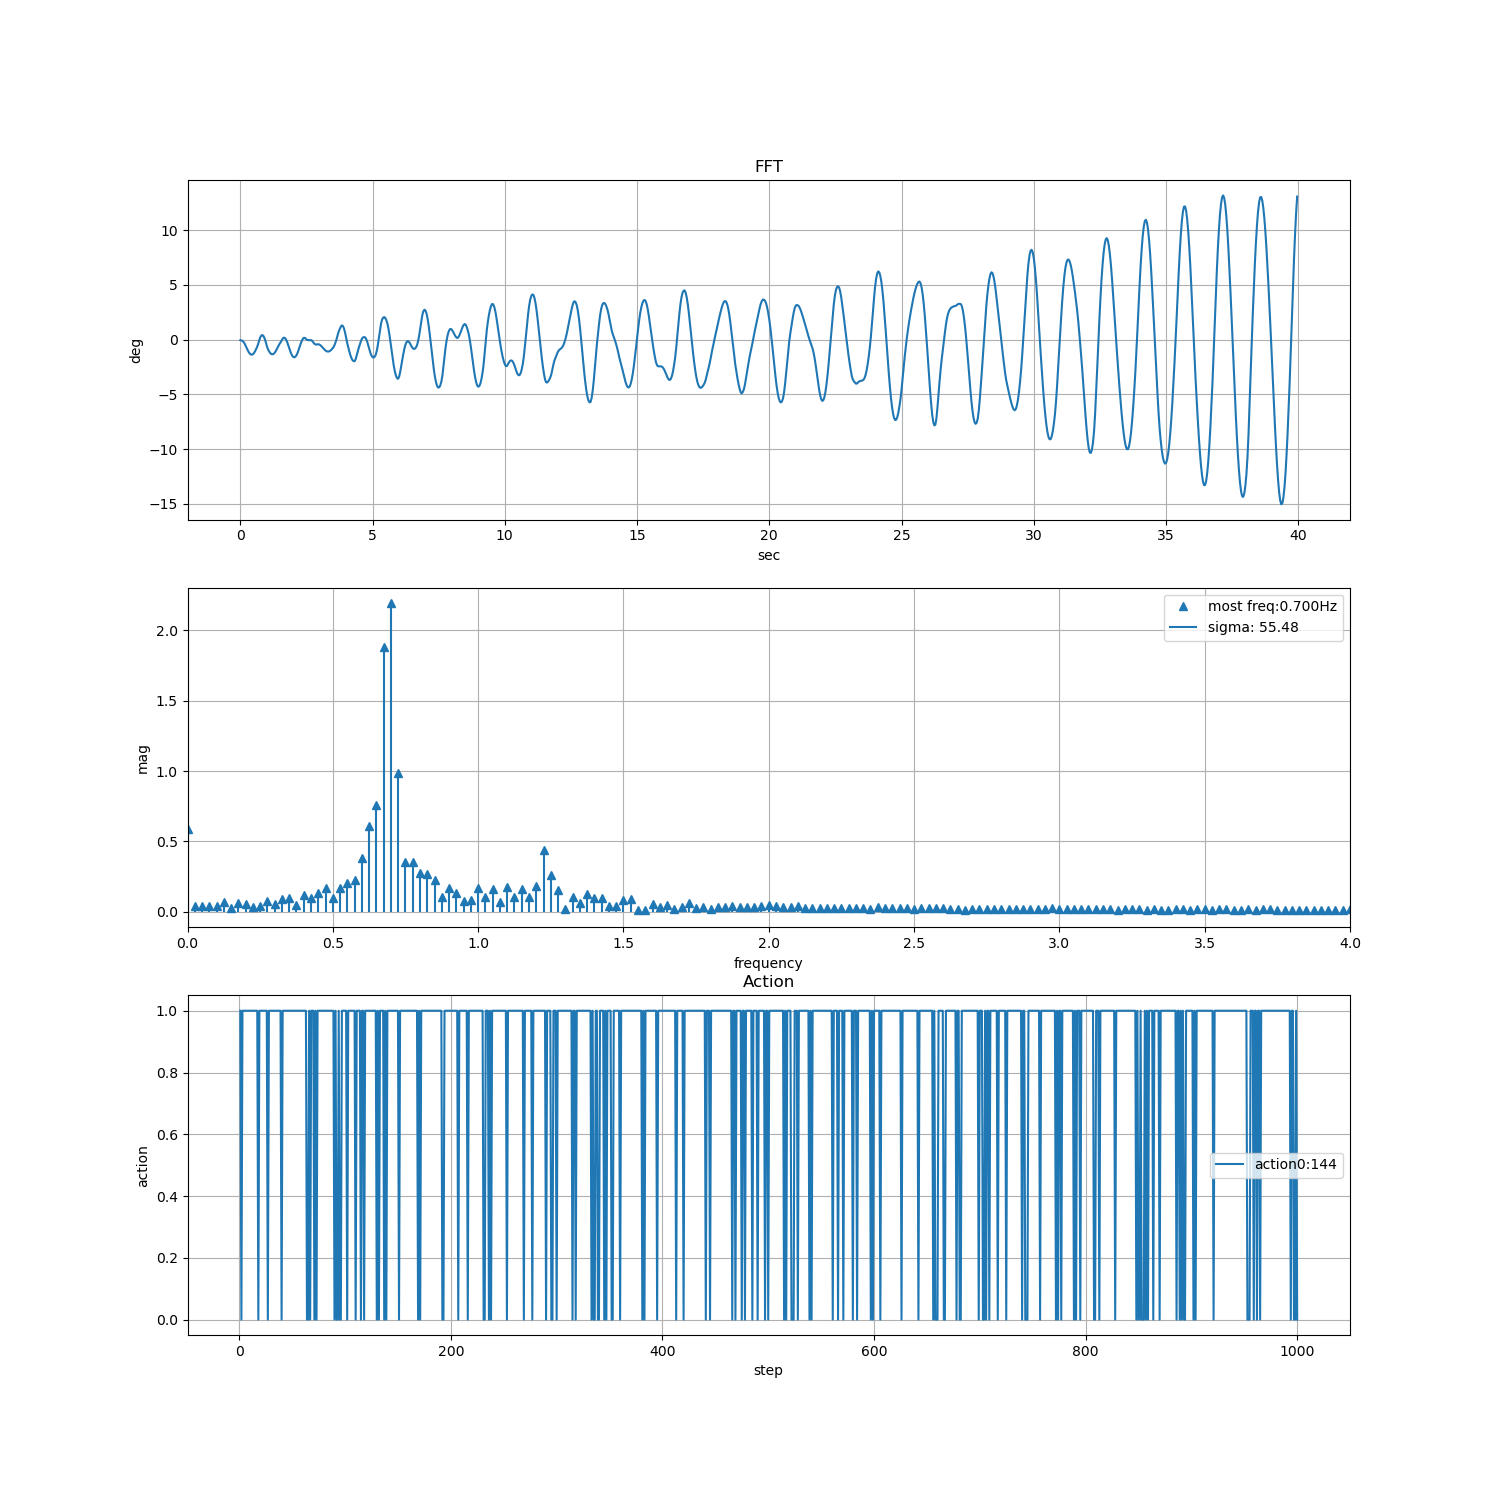 FFT
10
5
0
−5
−10
−15
deg
0 5 10 15 20 25 30 35 40
sec
most freq:0.700Hz
sigma: 55.48
2.0
1.5
1.0
0.5
0.0
mag
0.0 0.5 1.0 1.5 2.0 2.5 3.0 3.5 4.0
frequency
Action
1.0
0.8
0.6
0.4
0.2
0.0
action
action0:144
0 200 400 600 800 1000
step